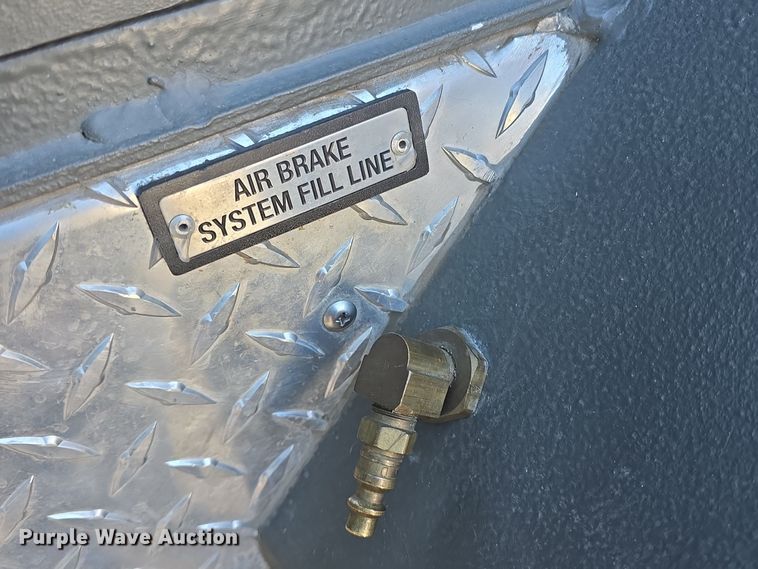 AIR BRAKE
SYSTEM FILL LINE
Purple Wave Auction